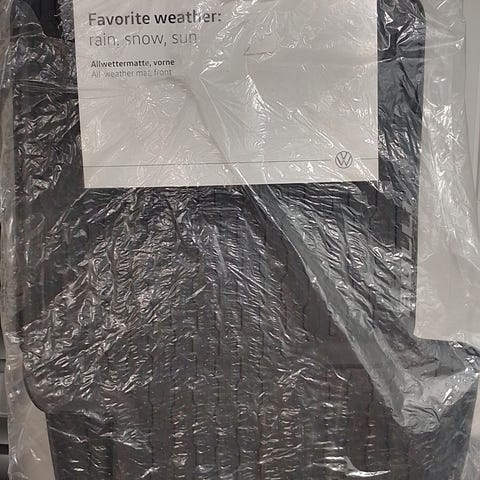 Favorite weather:
rain, snow, sun
Allwettermatte, vorne
All-weather mat, front